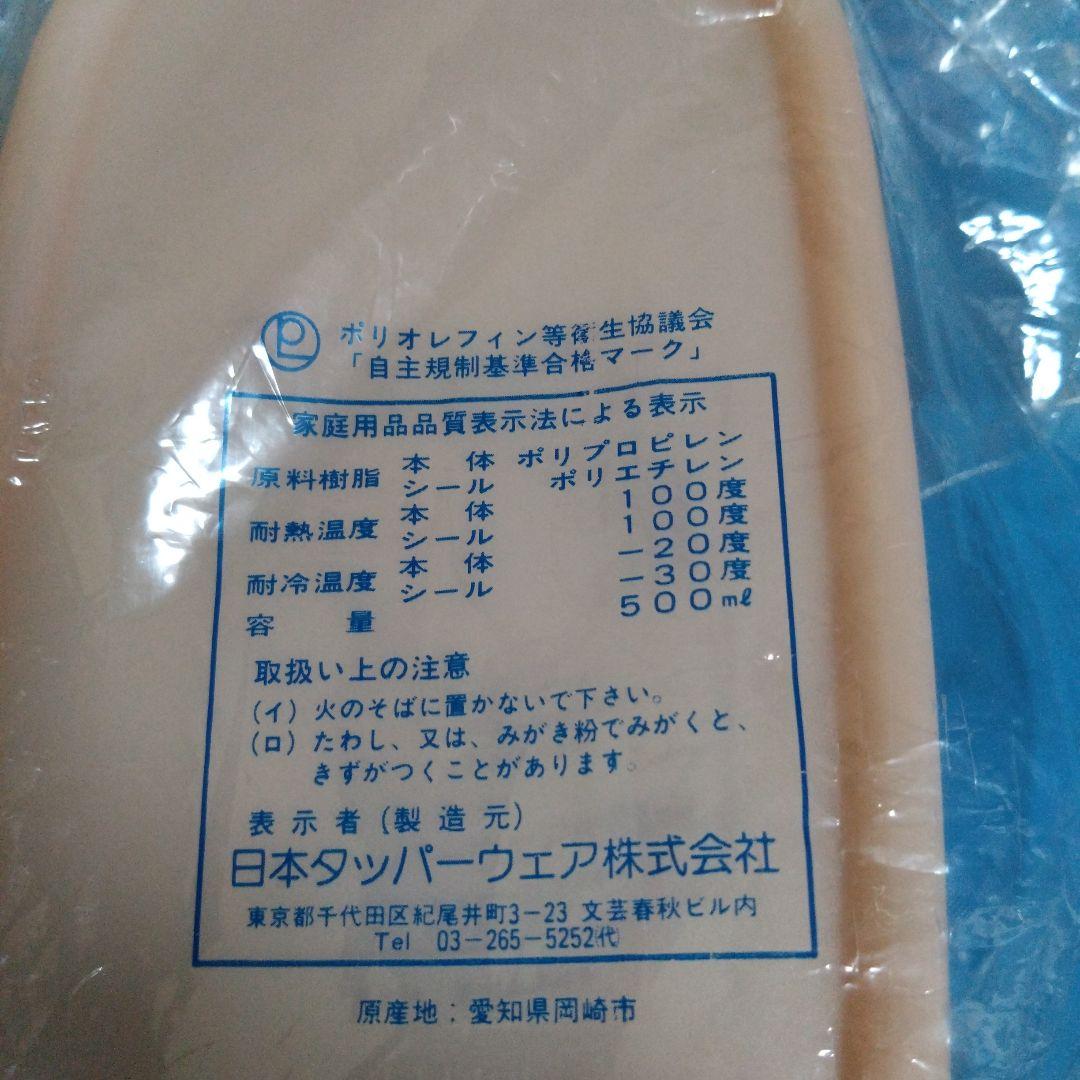 PL ポリオレフィン等衛生協議会
「自主規制基準合格マーク」
家庭用品品質表示法による表示
原料樹脂 本体 ポリプロピレン
シール ポリエチレン
耐熱温度 本体 100度
シール 100度
耐冷温度 本体 -20度
シール -30度
容量 500ml
取扱い上の注意
(イ) 火のそばに置かないで下さい。
(ロ) たわし、又は、みがき粉でみがくと、
きずがつくことがあります。
表示者(製造元)
日本タッパーウェア株式会社
東京都千代田区紀尾井町3-23 文芸春秋ビル内
Tel 03-265-5252(代)
原産地:愛知県岡崎市